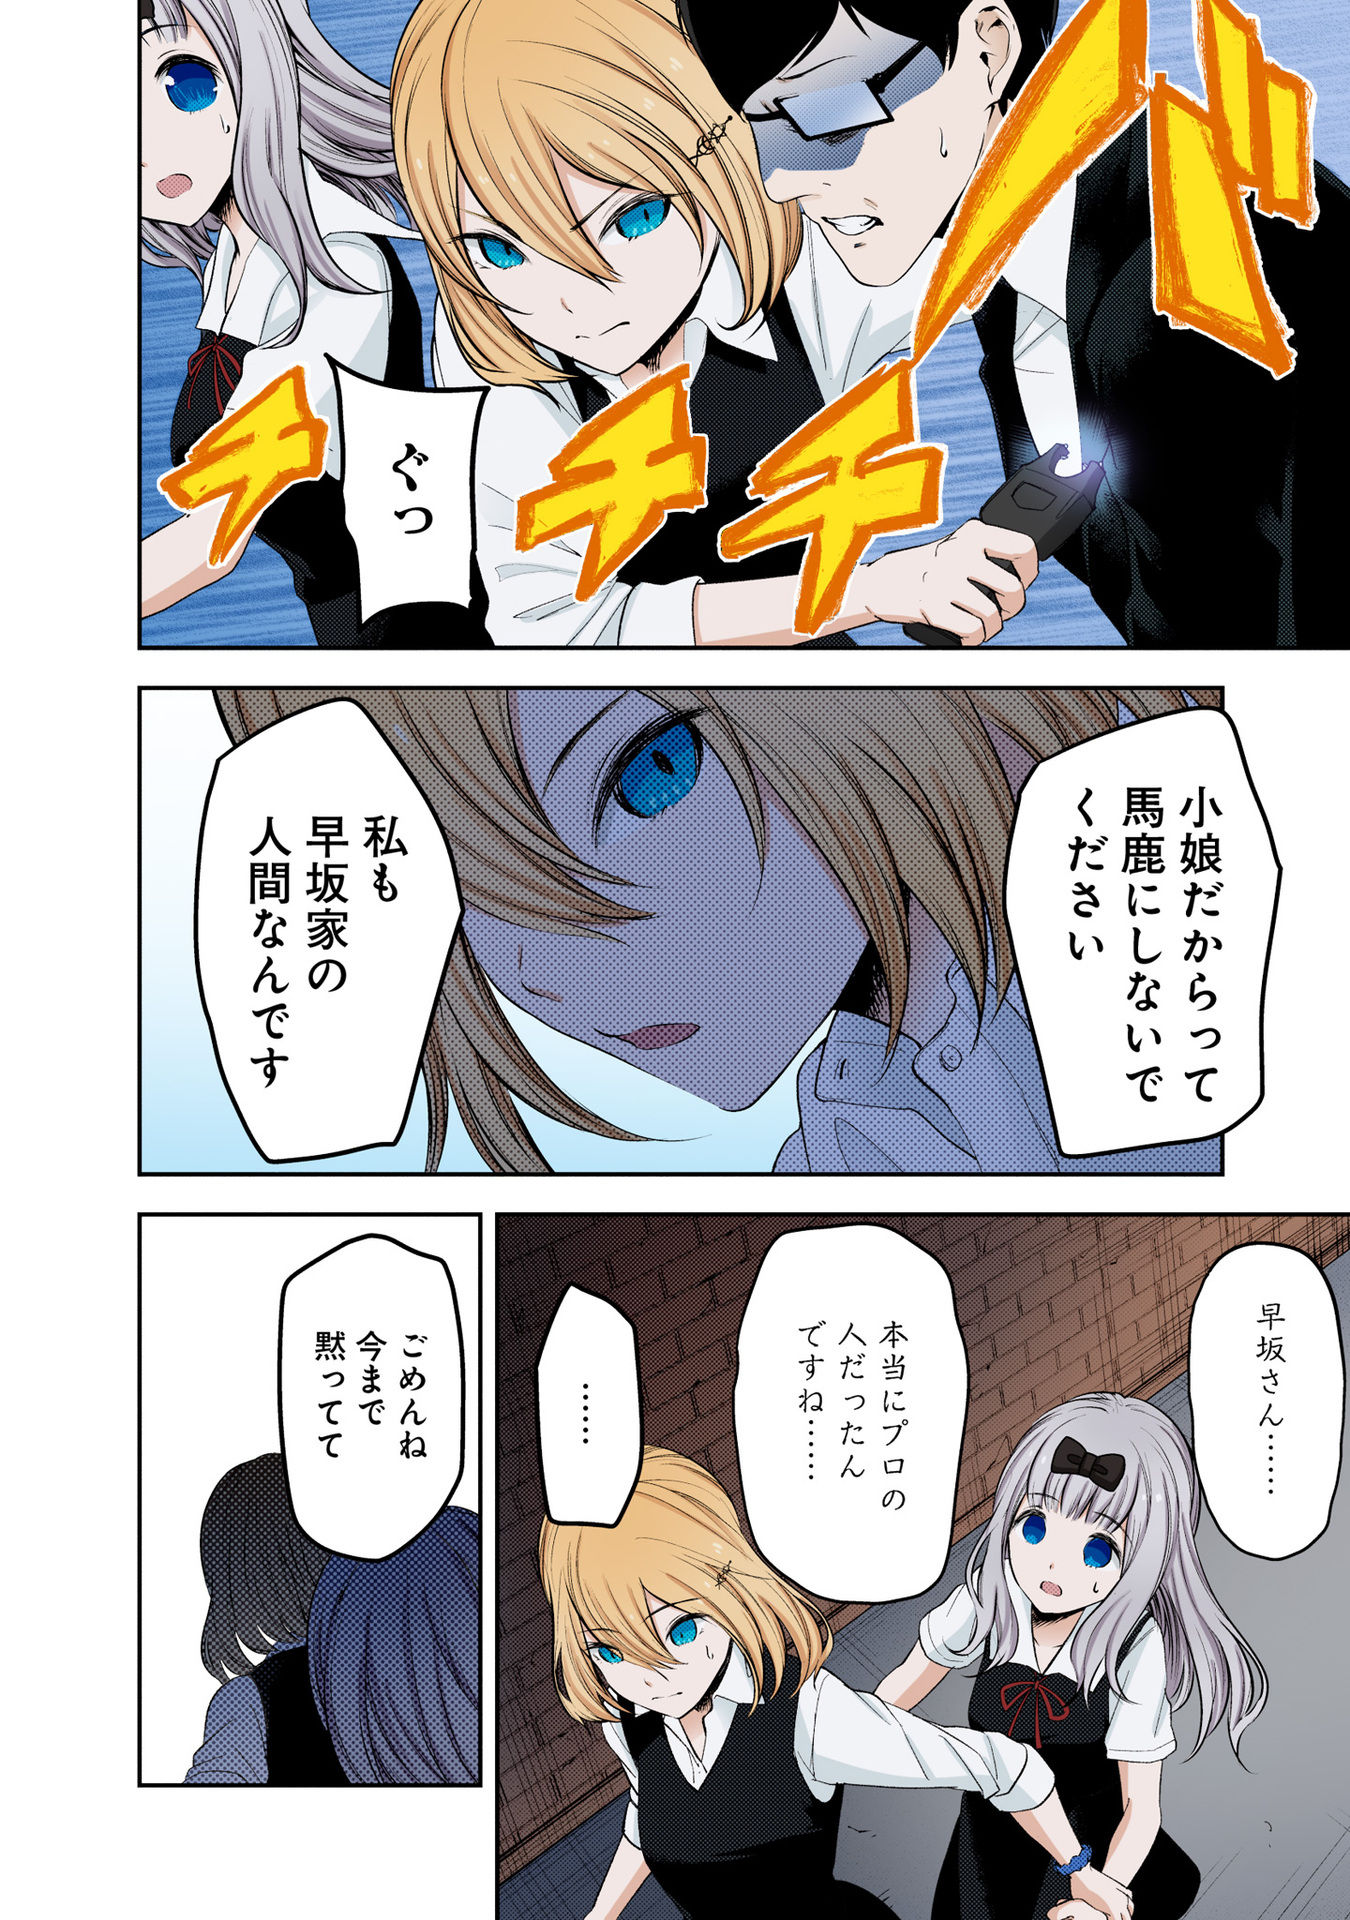 バチチチ
ぐっ
小娘だからって
馬鹿にしないで
ください
私も
早坂家の
人間なんです
早坂さん……
本当にプロの
人だったん
ですね……
……
ごめんね
今まで
黙ってて